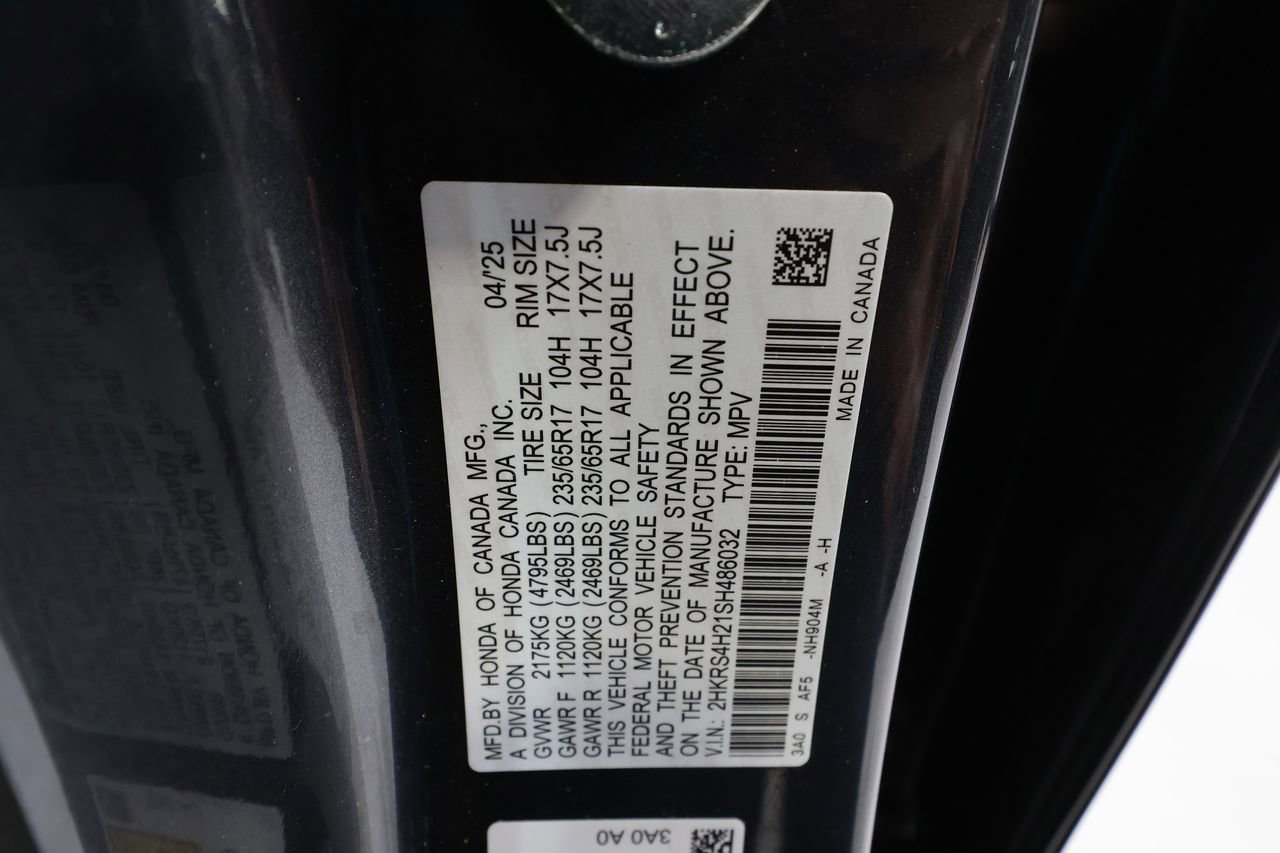 MFD.BY HONDA OF CANADA MFG.,
A DIVISION OF HONDA CANADA INC. 04/'25
GVWR 2175KG (4795LBS) TIRE SIZE RIM SIZE
GAWR F 1120KG (2469LBS) 235/65R17 104H 17X7.5J
GAWR R 1120KG (2469LBS) 235/65R17 104H 17X7.5J
THIS VEHICLE CONFORMS TO ALL APPLICABLE
FEDERAL MOTOR VEHICLE SAFETY
AND THEFT PREVENTION STANDARDS IN EFFECT
ON THE DATE OF MANUFACTURE SHOWN ABOVE.
V.I.N.: 2HKRS4H21SH486032 TYPE: MPV
3A0 S AF5 -NH904M -A -H MADE IN CANADA
3A0 A0